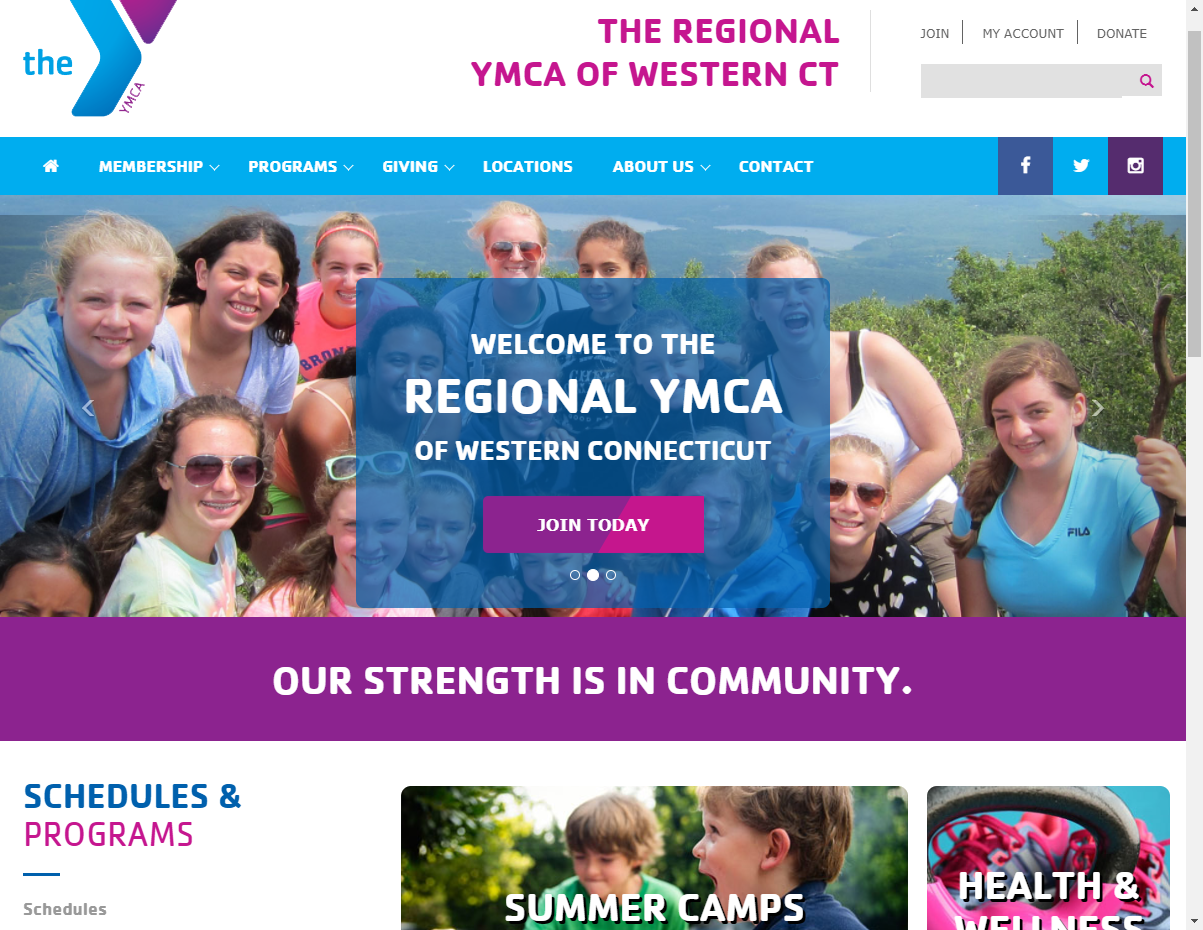 the
YMCA
THE REGIONAL
YMCA OF WESTERN CT
JOIN
MY ACCOUNT
DONATE
MEMBERSHIP
PROGRAMS
GIVING
LOCATIONS
ABOUT US
CONTACT
WELCOME TO THE
REGIONAL YMCA
OF WESTERN CONNECTICUT
JOIN TODAY
FILA
OUR STRENGTH IS IN COMMUNITY.
SCHEDULES &
PROGRAMS
Schedules
SUMMER CAMPS
HEALTH &
WELLNESS